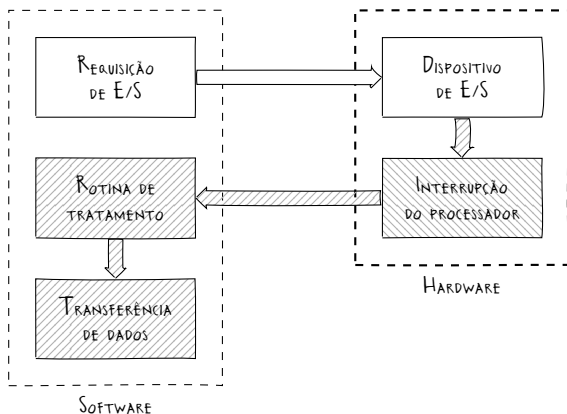 Requisição
de E/S
Dispositivo
de E/S
Rotina de
tratamento
Interrupção
do processador
Transferência
de dados
Hardware
Software